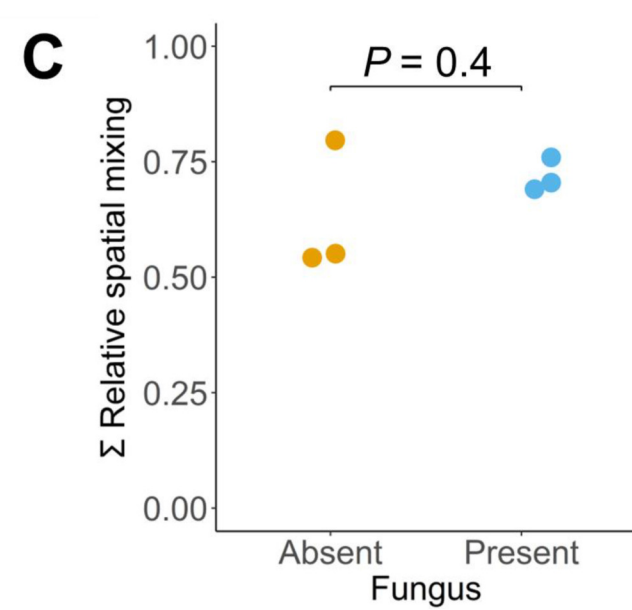 C
P = 0.4
1.00
0.75
0.50
0.25
0.00
Σ Relative spatial mixing
Absent Present
Fungus